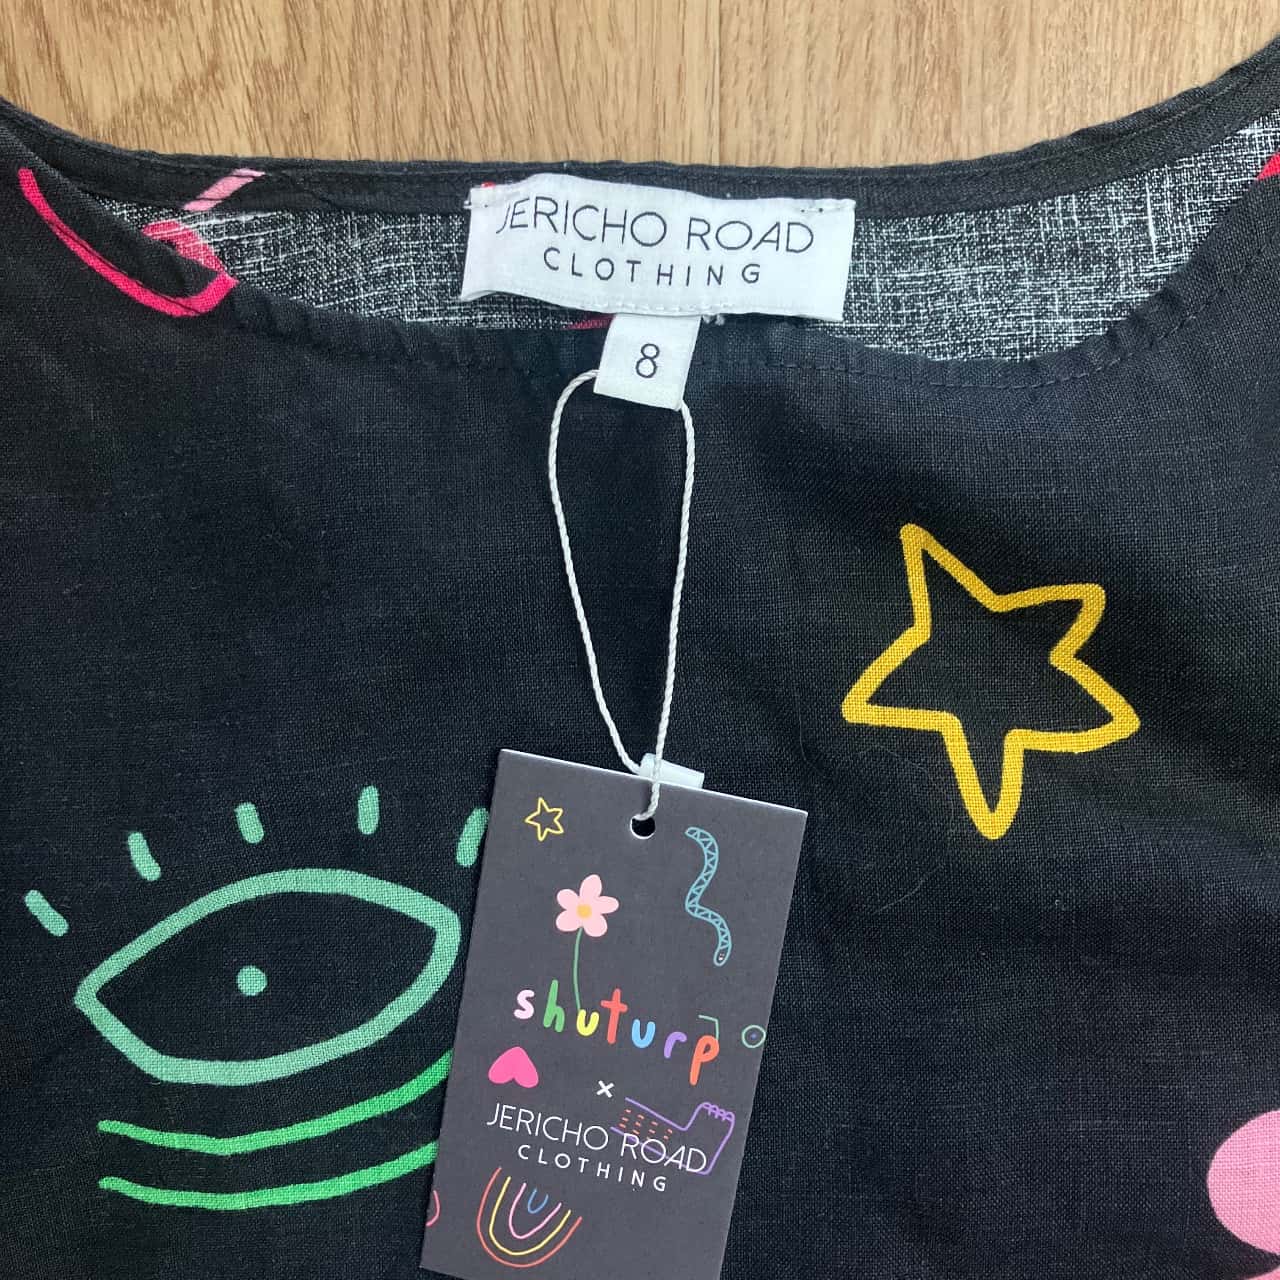 JERICHO ROAD
CLOTHING
8
shuturp
x
JERICHO ROAD
CLOTHING